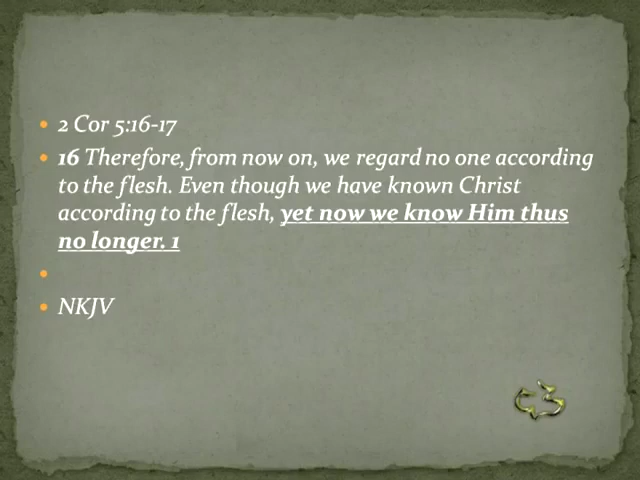 2 Cor 5:16-17
16 Therefore, from now on, we regard no one according
to the flesh. Even though we have known Christ
according to the flesh, yet now we know Him thus
no longer. 1
NKJV